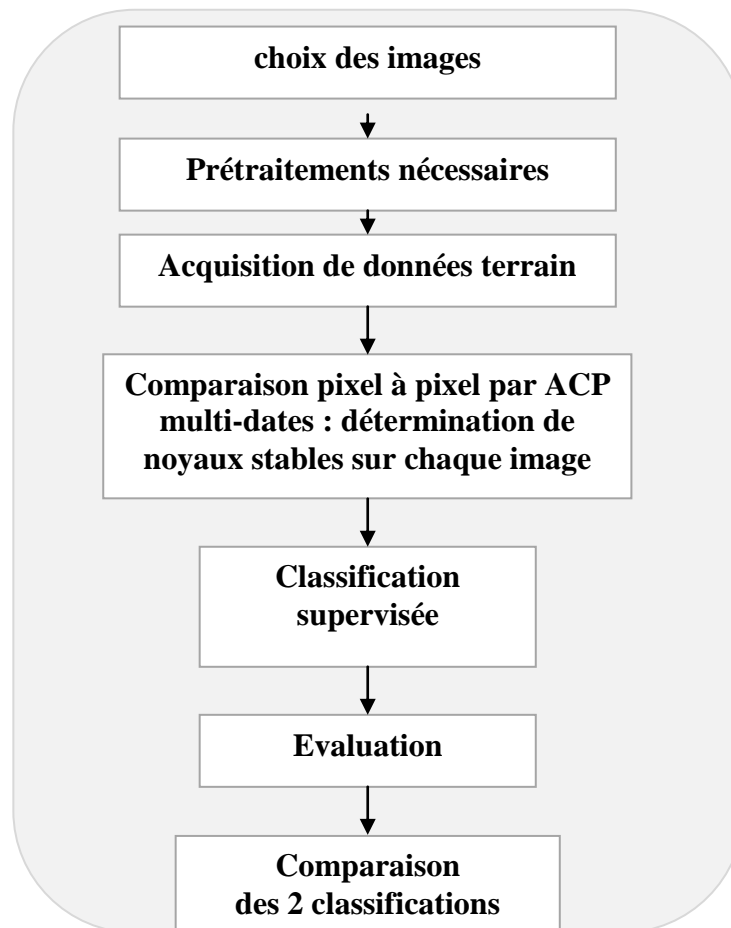 choix des images
Prétraitements nécessaires
Acquisition de données terrain
Comparaison pixel à pixel par ACP
multi-dates : détermination de
noyaux stables sur chaque image
Classification
supervisée
Evaluation
Comparaison
des 2 classifications